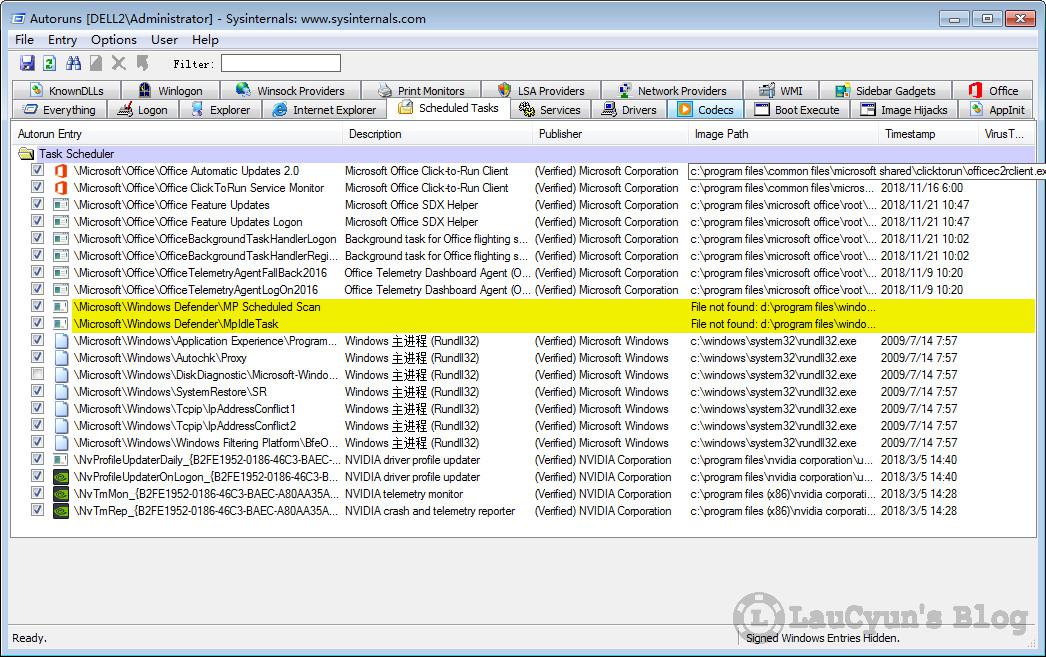 Autoruns [DELL2\Administrator] - Sysinternals: www.sysinternals.com
File Entry Options User Help
Filter:
KnownDLLs Winlogon Winsock Providers Print Monitors LSA Providers Network Providers WMI Sidebar Gadgets Office
Everything Logon Explorer Internet Explorer Scheduled Tasks Services Drivers Codecs Boot Execute Image Hijacks AppInit
Autorun Entry Description Publisher Image Path Timestamp VirusT...
Task Scheduler
\Microsoft\Office\Office Automatic Updates 2.0 Microsoft Office Click-to-Run Client (Verified) Microsoft Corporation c:\program files\common files\microsoft shared\clicktorun\officec2rclient.ex
\Microsoft\Office\Office ClickToRun Service Monitor Microsoft Office Click-to-Run Client (Verified) Microsoft Corporation c:\program files\common files\micros... 2018/11/16 6:00
\Microsoft\Office\Office Feature Updates Microsoft Office SDX Helper (Verified) Microsoft Corporation c:\program files\microsoft office\root\... 2018/11/21 10:47
\Microsoft\Office\Office Feature Updates Logon Microsoft Office SDX Helper (Verified) Microsoft Corporation c:\program files\microsoft office\root\... 2018/11/21 10:47
\Microsoft\Office\OfficeBackgroundTaskHandlerLogon Background task for Office flighting s... (Verified) Microsoft Corporation c:\program files\microsoft office\root\... 2018/11/21 10:02
\Microsoft\Office\OfficeBackgroundTaskHandlerRegi... Background task for Office flighting s... (Verified) Microsoft Corporation c:\program files\microsoft office\root\... 2018/11/21 10:02
\Microsoft\Office\OfficeTelemetryAgentFallBack2016 Office Telemetry Dashboard Agent (O... (Verified) Microsoft Corporation c:\program files\microsoft office\root\... 2018/11/9 10:20
\Microsoft\Office\OfficeTelemetryAgentLogOn2016 Office Telemetry Dashboard Agent (O... (Verified) Microsoft Corporation c:\program files\microsoft office\root\... 2018/11/9 10:20
\Microsoft\Windows Defender\MP Scheduled Scan File not found: d:\program files\windo...
\Microsoft\Windows Defender\MpIdleTask File not found: d:\program files\windo...
\Microsoft\Windows\Application Experience\Program... Windows 主进程 (Rundll32) (Verified) Microsoft Windows c:\windows\system32\rundll32.exe 2009/7/14 7:57
\Microsoft\Windows\Autochk\Proxy Windows 主进程 (Rundll32) (Verified) Microsoft Windows c:\windows\system32\rundll32.exe 2009/7/14 7:57
\Microsoft\Windows\DiskDiagnostic\Microsoft-Windo... Windows 主进程 (Rundll32) (Verified) Microsoft Windows c:\windows\system32\rundll32.exe 2009/7/14 7:57
\Microsoft\Windows\SystemRestore\SR Windows 主进程 (Rundll32) (Verified) Microsoft Windows c:\windows\system32\rundll32.exe 2009/7/14 7:57
\Microsoft\Windows\Tcpip\IpAddressConflict1 Windows 主进程 (Rundll32) (Verified) Microsoft Windows c:\windows\system32\rundll32.exe 2009/7/14 7:57
\Microsoft\Windows\Tcpip\IpAddressConflict2 Windows 主进程 (Rundll32) (Verified) Microsoft Windows c:\windows\system32\rundll32.exe 2009/7/14 7:57
\Microsoft\Windows\Windows Filtering Platform\BfeO... Windows 主进程 (Rundll32) (Verified) Microsoft Windows c:\windows\system32\rundll32.exe 2009/7/14 7:57
\NvProfileUpdaterDaily_{B2FE1952-0186-46C3-BAEC-... NVIDIA driver profile updater (Verified) NVIDIA Corporation c:\program files\nvidia corporation\u... 2018/3/5 14:40
\NvProfileUpdaterOnLogon_{B2FE1952-0186-46C3-B... NVIDIA driver profile updater (Verified) NVIDIA Corporation c:\program files\nvidia corporation\u... 2018/3/5 14:40
\NvTmMon_{B2FE1952-0186-46C3-BAEC-A80AA35A... NVIDIA telemetry monitor (Verified) NVIDIA Corporation c:\program files (x86)\nvidia corporati... 2018/3/5 14:28
\NvTmRep_{B2FE1952-0186-46C3-BAEC-A80AA35A... NVIDIA crash and telemetry reporter (Verified) NVIDIA Corporation c:\program files (x86)\nvidia corporati... 2018/3/5 14:28
L LauCyun's Blog
Ready. Signed Windows Entries Hidden.